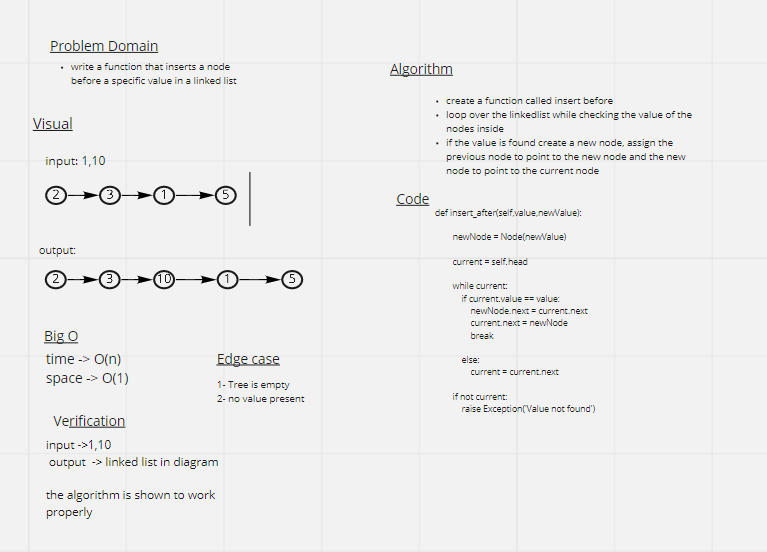 Problem Domain
• write a function that inserts a node
before a specific value in a linked list
Visual
input: 1,10
2 3 1 5
output:
2 3 10 1 5
Big O
time -> O(n)
space -> O(1)
Edge case
1- Tree is empty
2- no value present
Verification
input ->1,10
output -> linked list in diagram
the algorithm is shown to work
properly
Algorithm
• create a function called insert before
• loop over the linkedlist while checking the value of the
nodes inside
• if the value is found create a new node, assign the
previous node to point to the new node and the new
node to point to the current node
Code
def insert_after(self,value,newValue):
newNode = Node(newValue)
current = self.head
while current:
if current.value == value:
newNode.next = current.next
current.next = newNode
break
else:
current = current.next
if not current:
raise Exception('Value not found')